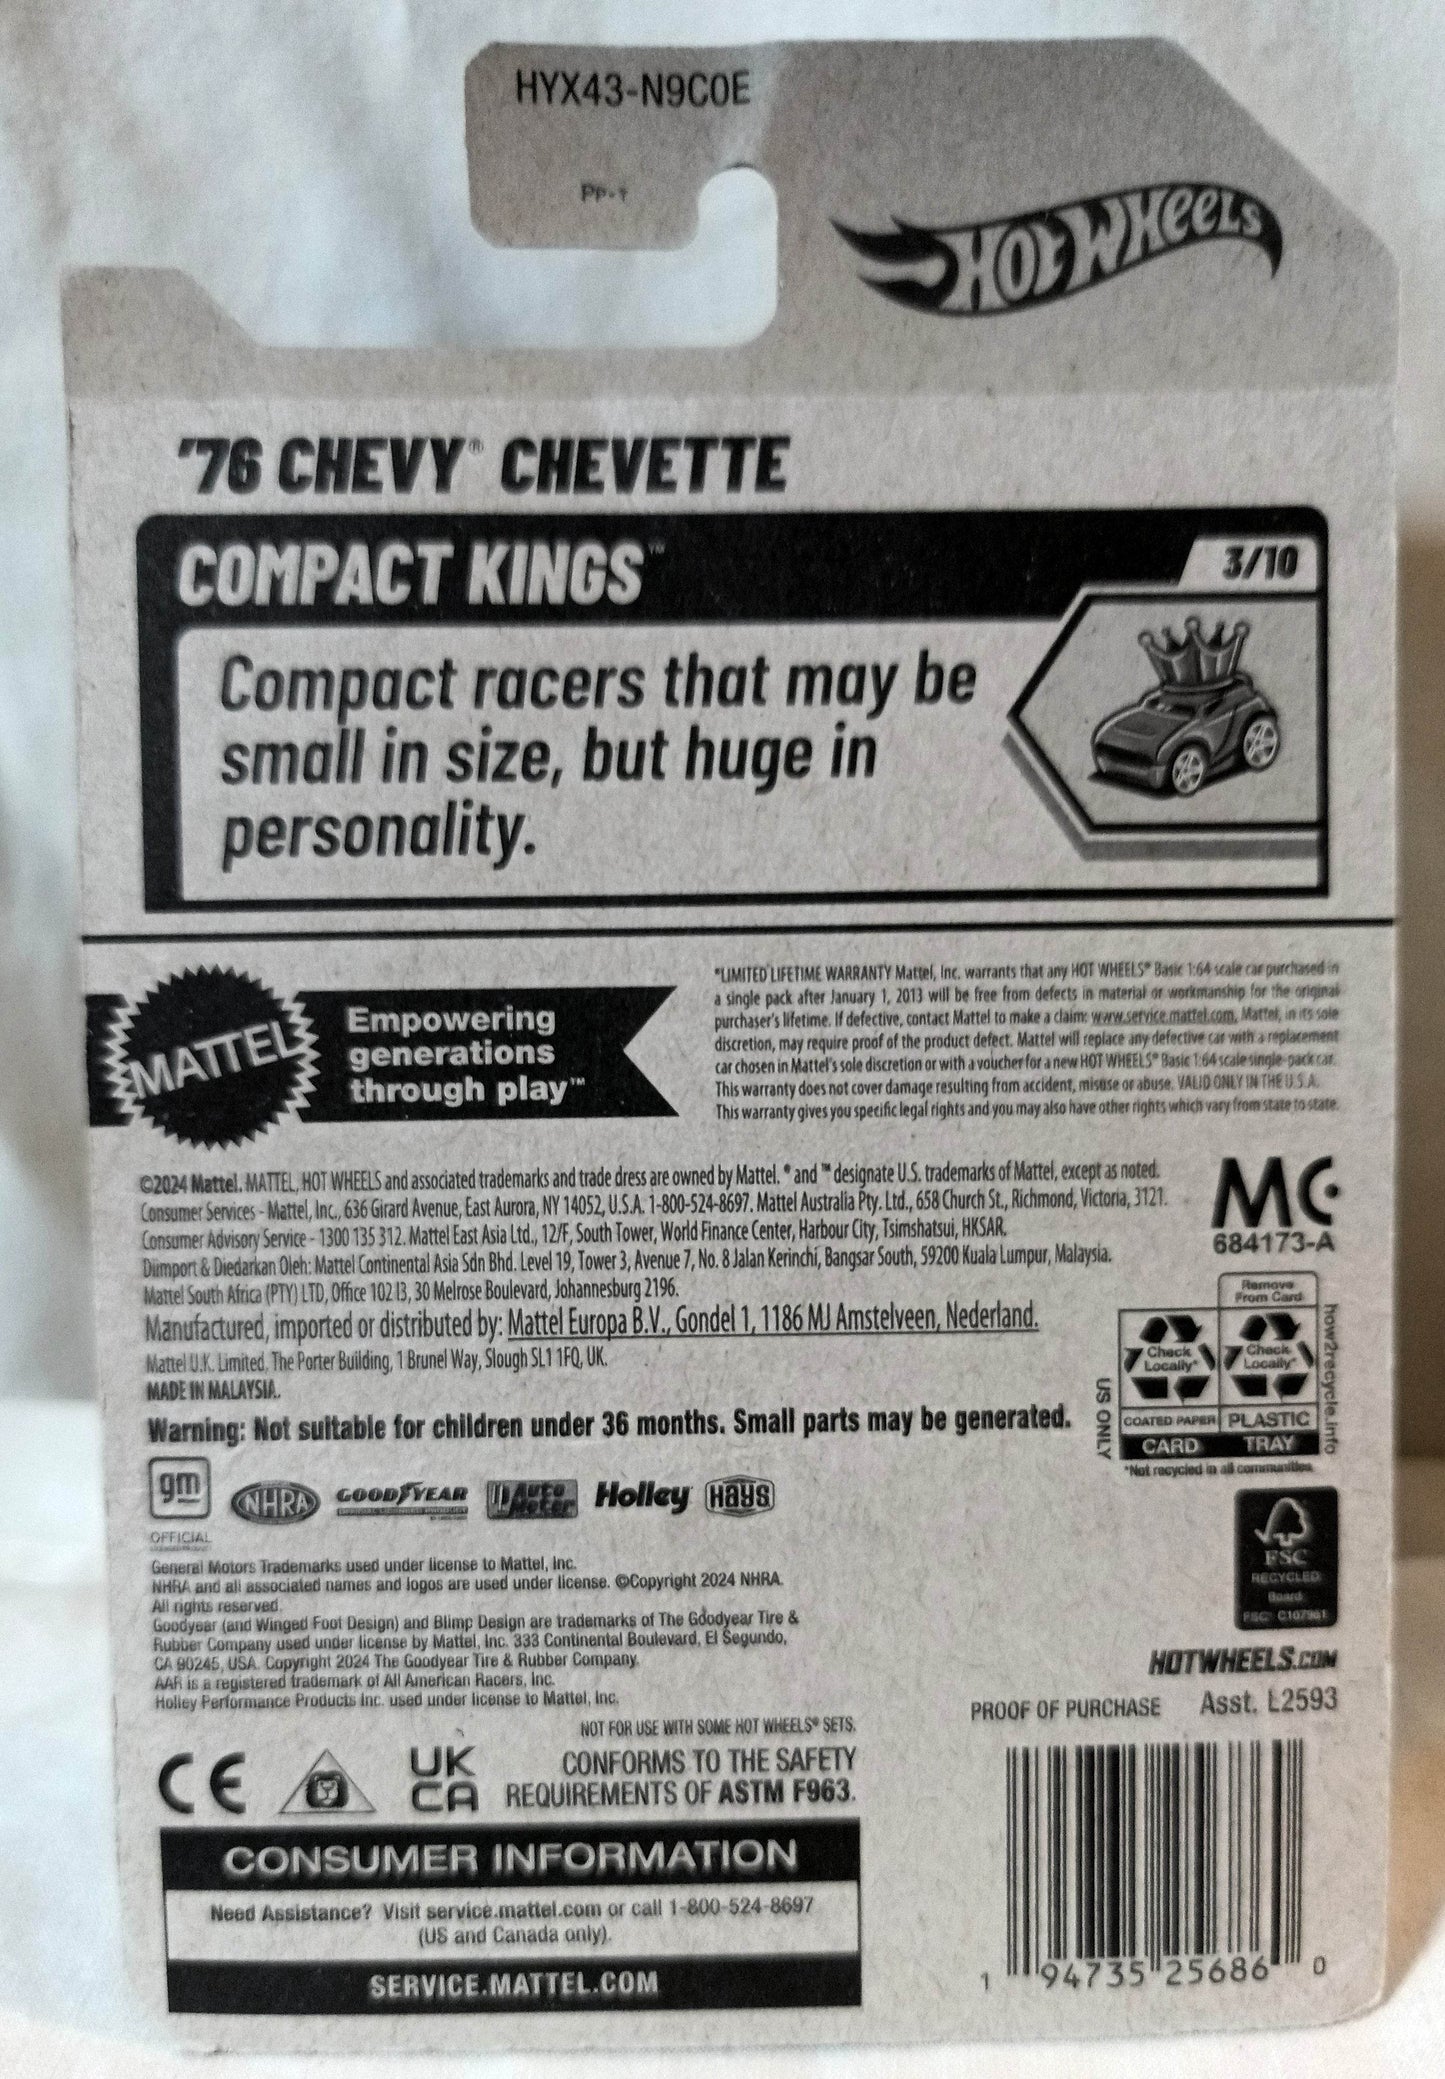 HYX43-N9C0E
HOT WHEELS
'76 CHEVY® CHEVETTE
COMPACT KINGS™
3/10
Compact racers that may be
small in size, but huge in
personality.
MATTEL
Empowering
generations
through play™
*LIMITED LIFETIME WARRANTY Mattel, Inc. warrants that any HOT WHEELS® Basic 1:64 scale car purchased in
a single pack after January 1, 2013 will be free from defects in material or workmanship for the original
purchaser's lifetime. If defective, contact Mattel to make a claim: www.service.mattel.com. Mattel, in its sole
discretion, may require proof of the product defect. Mattel will replace any defective car with a replacement
car chosen in Mattel's sole discretion or with a voucher for a new HOT WHEELS® Basic 1:64 scale single-pack car.
This warranty does not cover damage resulting from accident, misuse or abuse. VALID ONLY IN THE U.S.A.
This warranty gives you specific legal rights and you may also have other rights which vary from state to state.
©2024 Mattel. MATTEL, HOT WHEELS and associated trademarks and trade dress are owned by Mattel. ® and ™ designate U.S. trademarks of Mattel, except as noted.
Consumer Services - Mattel, Inc., 636 Girard Avenue, East Aurora, NY 14052, U.S.A. 1-800-524-8697. Mattel Australia Pty. Ltd., 658 Church St., Richmond, Victoria, 3121.
Consumer Advisory Service - 1300 135 312. Mattel East Asia Ltd., 12/F, South Tower, World Finance Center, Harbour City, Tsimshatsui, HKSAR.
Diimport & Diedarkan Oleh: Mattel Continental Asia Sdn Bhd. Level 19, Tower 3, Avenue 7, No. 8 Jalan Kerinchi, Bangsar South, 59200 Kuala Lumpur, Malaysia.
Mattel South Africa (PTY) LTD, Office 102 I3, 30 Melrose Boulevard, Johannesburg 2196.
Manufactured, imported or distributed by: Mattel Europa B.V., Gondel 1, 1186 MJ Amstelveen, Nederland.
Mattel U.K. Limited, The Porter Building, 1 Brunel Way, Slough SL1 1FQ, UK.
MADE IN MALAYSIA.
Warning: Not suitable for children under 36 months. Small parts may be generated.
MC
684173-A
Remove
From Card
Check
Locally*
Check
Locally*
COATED PAPER
PLASTIC
CARD
TRAY
US ONLY
how2recycle.info
*Not recycled in all communities
gm
OFFICIAL
NHRA
GOODYEAR
Auto Meter
Holley
Hays
FSC
RECYCLED
Board
FSC® C107961
General Motors Trademarks used under license to Mattel, Inc.
NHRA and all associated names and logos are used under license. ©Copyright 2024 NHRA.
All rights reserved.
Goodyear (and Winged Foot Design) and Blimp Design are trademarks of The Goodyear Tire &
Rubber Company used under license by Mattel, Inc. 333 Continental Boulevard, El Segundo,
CA 90245, USA. Copyright 2024 The Goodyear Tire & Rubber Company.
AAR is a registered trademark of All American Racers, Inc.
Holley Performance Products Inc. used under license to Mattel, Inc.
HOTWHEELS.COM
PROOF OF PURCHASE Asst. L2593
NOT FOR USE WITH SOME HOT WHEELS® SETS.
CE
UK
CA
CONFORMS TO THE SAFETY
REQUIREMENTS OF ASTM F963.
CONSUMER INFORMATION
Need Assistance? Visit service.mattel.com or call 1-800-524-8697
(US and Canada only).
SERVICE.MATTEL.COM
1 94735 25686 0